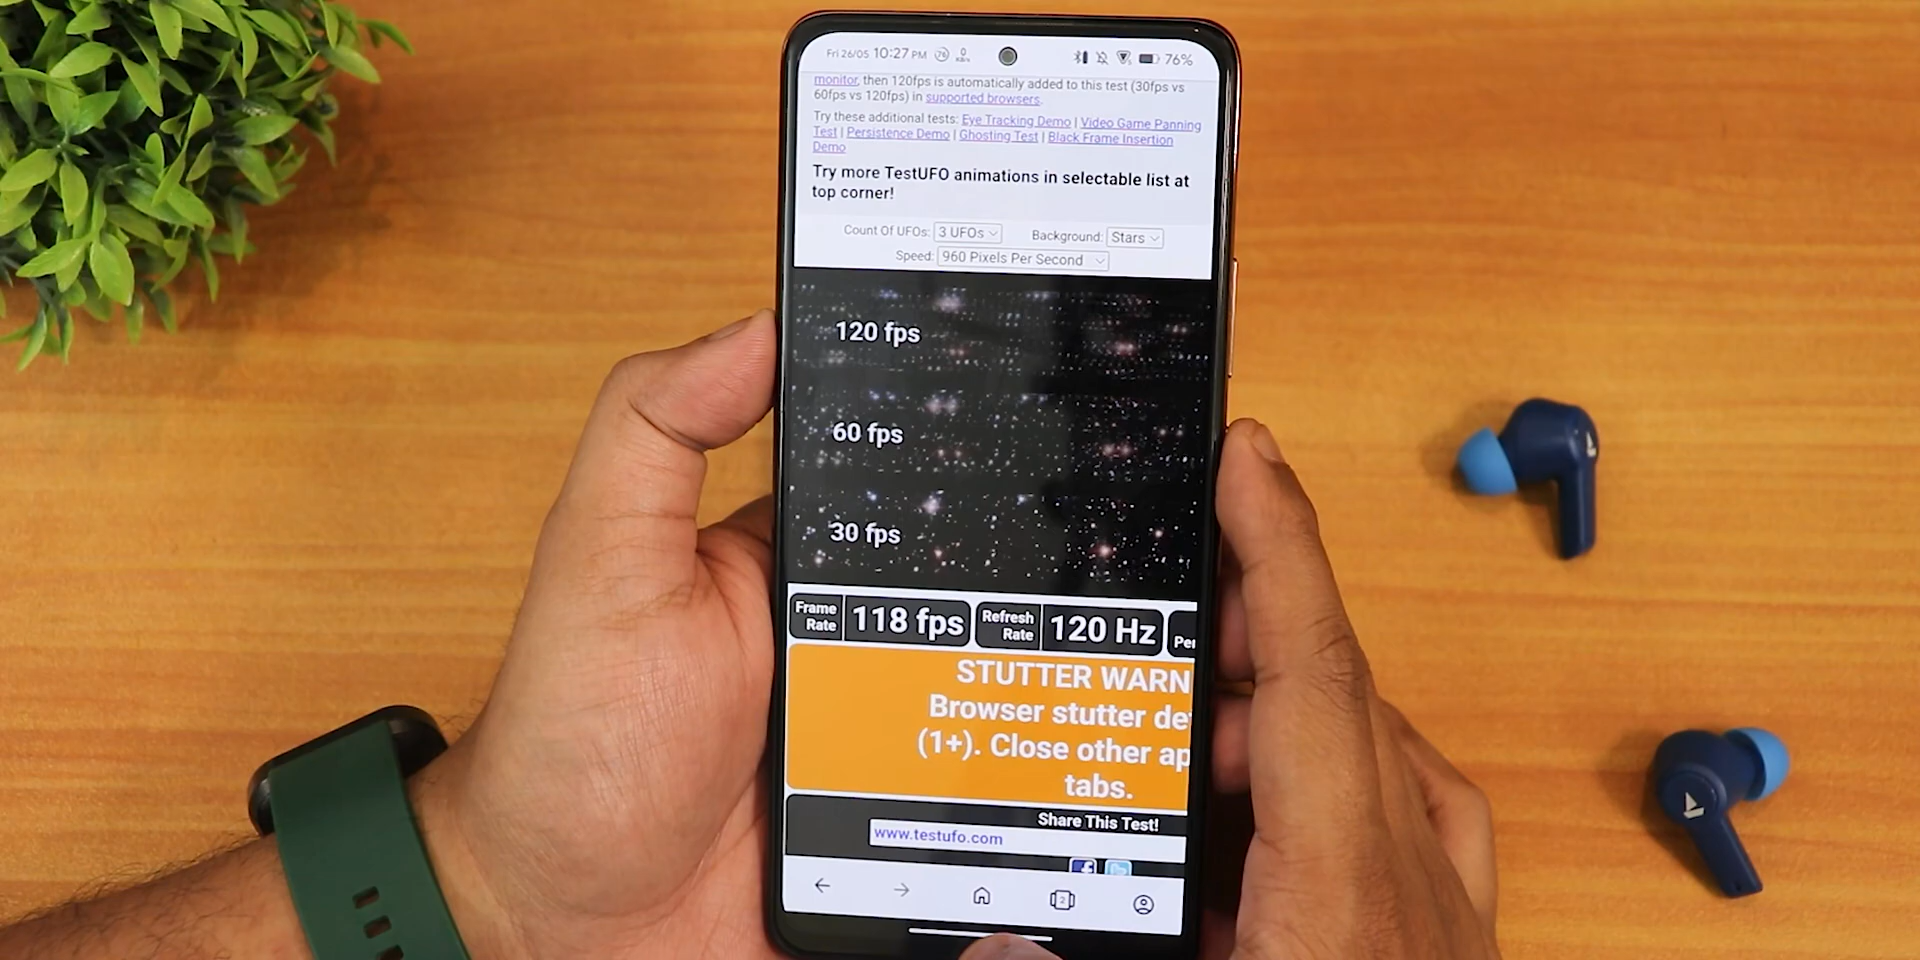 Fri 26/05 10:27 PM 76 0 KB/s 76%
monitor, then 120fps is automatically added to this test (30fps vs
60fps vs 120fps) in supported browsers.
Try these additional tests: Eye Tracking Demo | Video Game Panning
Test | Persistence Demo | Ghosting Test | Black Frame Insertion
Demo
Try more TestUFO animations in selectable list at
top corner!
Count Of UFOs: 3 UFOs Background: Stars
Speed: 960 Pixels Per Second
120 fps
60 fps
30 fps
Frame
Rate
118 fps
Refresh
Rate
120 Hz
Per
STUTTER WARN
Browser stutter de
(1+). Close other ap
tabs.
Share This Test!
www.testufo.com
2